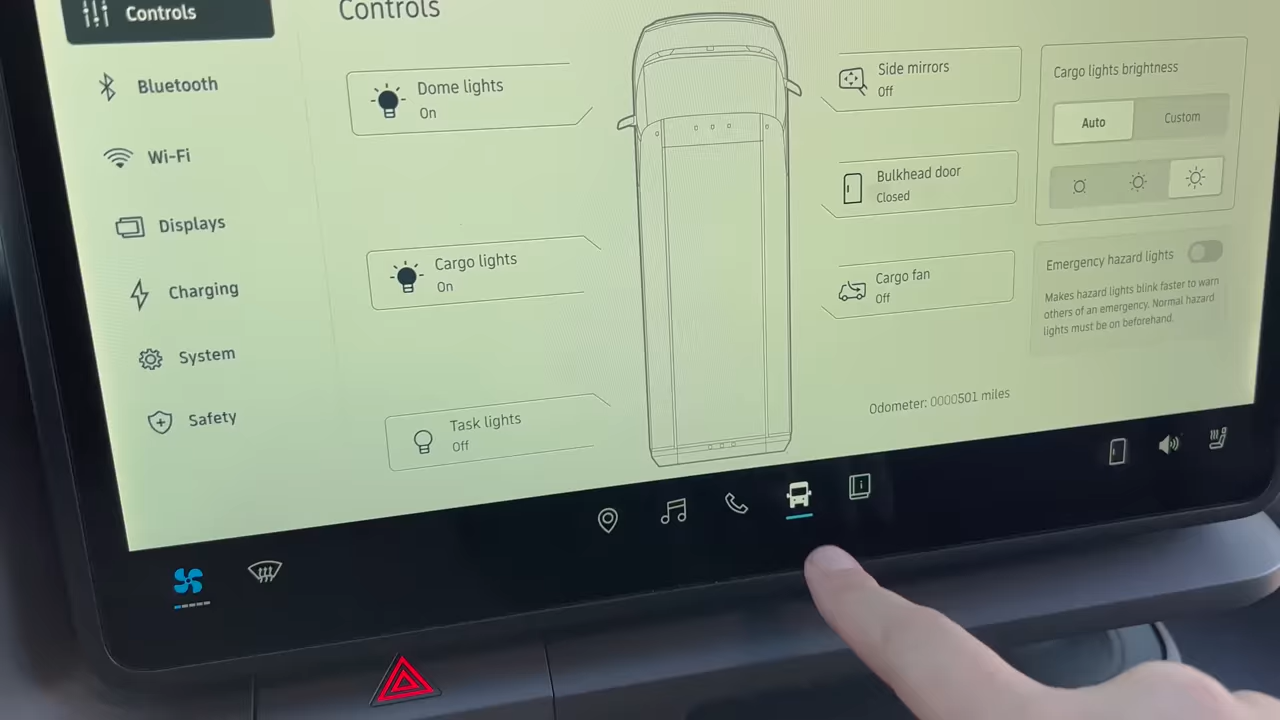 Controls
Bluetooth
Wi-Fi
Displays
Charging
System
Safety
Controls
Dome lights
On
Cargo lights
On
Task lights
Off
Side mirrors
Off
Bulkhead door
Closed
Cargo fan
Off
Odometer: 0000501 miles
Cargo lights brightness
Auto
Custom
Emergency hazard lights
Makes hazard lights blink faster to warn
others of an emergency. Normal hazard
lights must be on beforehand.